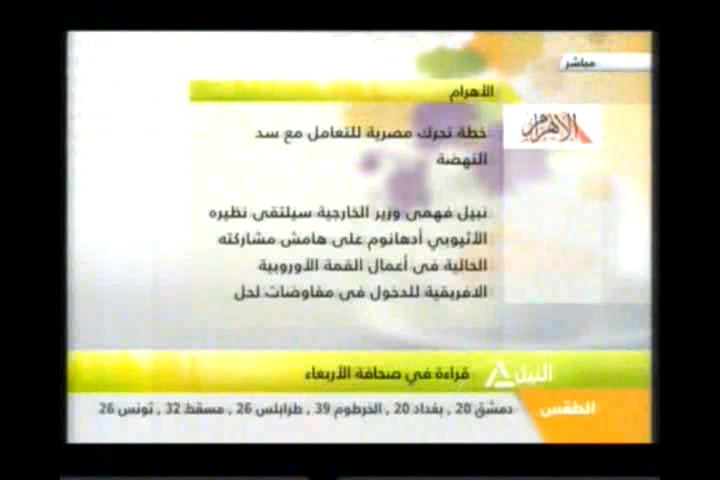 مباشر
الأهرام
الأهرام
خطة تحرك مصرية للتعامل مع سد
النهضة
نبيل فهمى وزير الخارجية سيلتقى نظيره
الأثيوبي أدهانوم على هامش مشاركته
الحالية فى أعمال القمة الأوروبية
الافريقية للدخول فى مفاوضات لحل
النيل قراءة في صحافة الأربعاء
الطقس دمشق 20 , بغداد 20 , الخرطوم 39 , طرابلس 26 , مسقط 32 , تونس 26